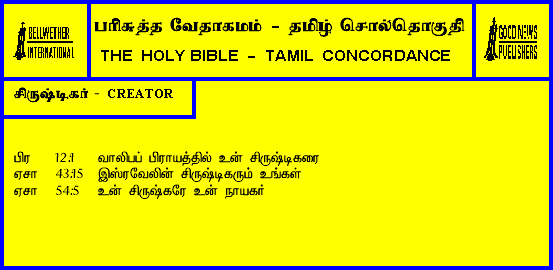 BELLWETHER
INTERNATIONAL
பரிசுத்த வேதாகமம் - தமிழ் சொல்தொகுதி
THE HOLY BIBLE - TAMIL CONCORDANCE
GOOD NEWS
PUBLISHERS
சிருஷ்டிகர் - CREATOR
பிர 12:1 வாலிபப் பிராயத்தில் உன் சிருஷ்டிகரை
ஏசா 43:15 இஸ்ரவேலின் சிருஷ்டிகரும் உங்கள்
ஏசா 54:5 உன் சிருஷ்கரே உன் நாயகர்